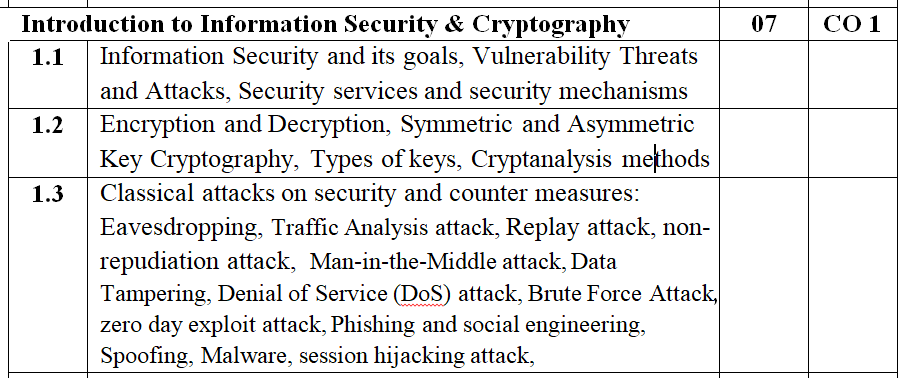 Introduction to Information Security & Cryptography 07 CO 1
1.1 Information Security and its goals, Vulnerability Threats
and Attacks, Security services and security mechanisms
1.2 Encryption and Decryption, Symmetric and Asymmetric
Key Cryptography, Types of keys, Cryptanalysis methods
1.3 Classical attacks on security and counter measures:
Eavesdropping, Traffic Analysis attack, Replay attack, non-
repudiation attack, Man-in-the-Middle attack, Data
Tampering, Denial of Service (DoS) attack, Brute Force Attack,
zero day exploit attack, Phishing and social engineering,
Spoofing, Malware, session hijacking attack,